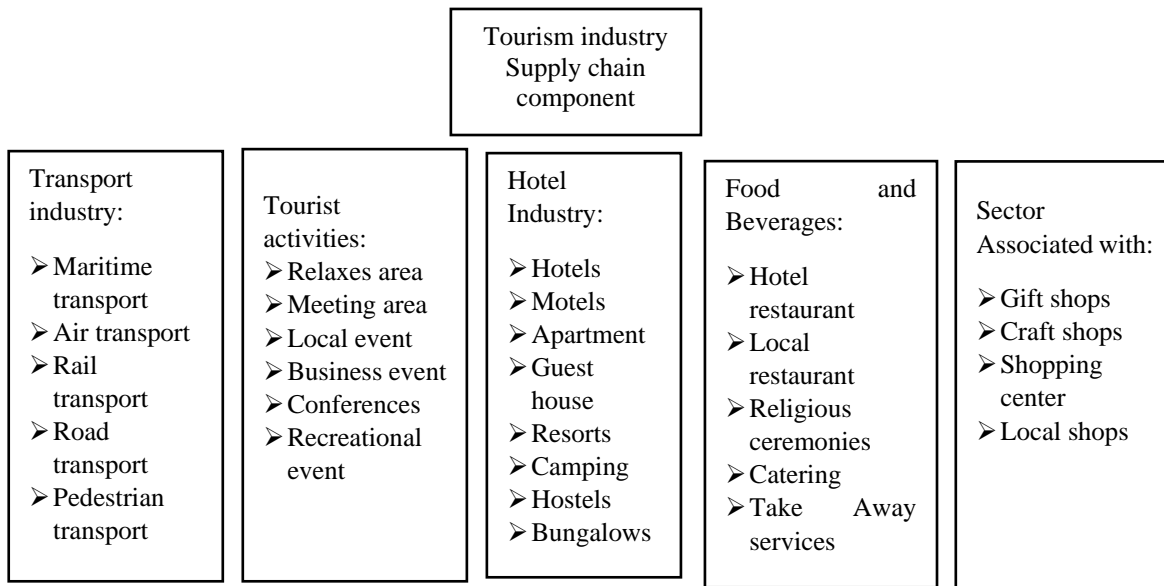 Tourism industry
Supply chain
component
Transport
industry:
➢ Maritime
transport
➢ Air transport
➢ Rail
transport
➢ Road
transport
➢ Pedestrian
transport
Tourist
activities:
➢ Relaxes area
➢ Meeting area
➢ Local event
➢ Business event
➢ Conferences
➢ Recreational
event
Hotel
Industry:
➢ Hotels
➢ Motels
➢ Apartment
➢ Guest
house
➢ Resorts
➢ Camping
➢ Hostels
➢ Bungalows
Food and
Beverages:
➢ Hotel
restaurant
➢ Local
restaurant
➢ Religious
ceremonies
➢ Catering
➢ Take Away
services
Sector
Associated with:
➢ Gift shops
➢ Craft shops
➢ Shopping
center
➢ Local shops